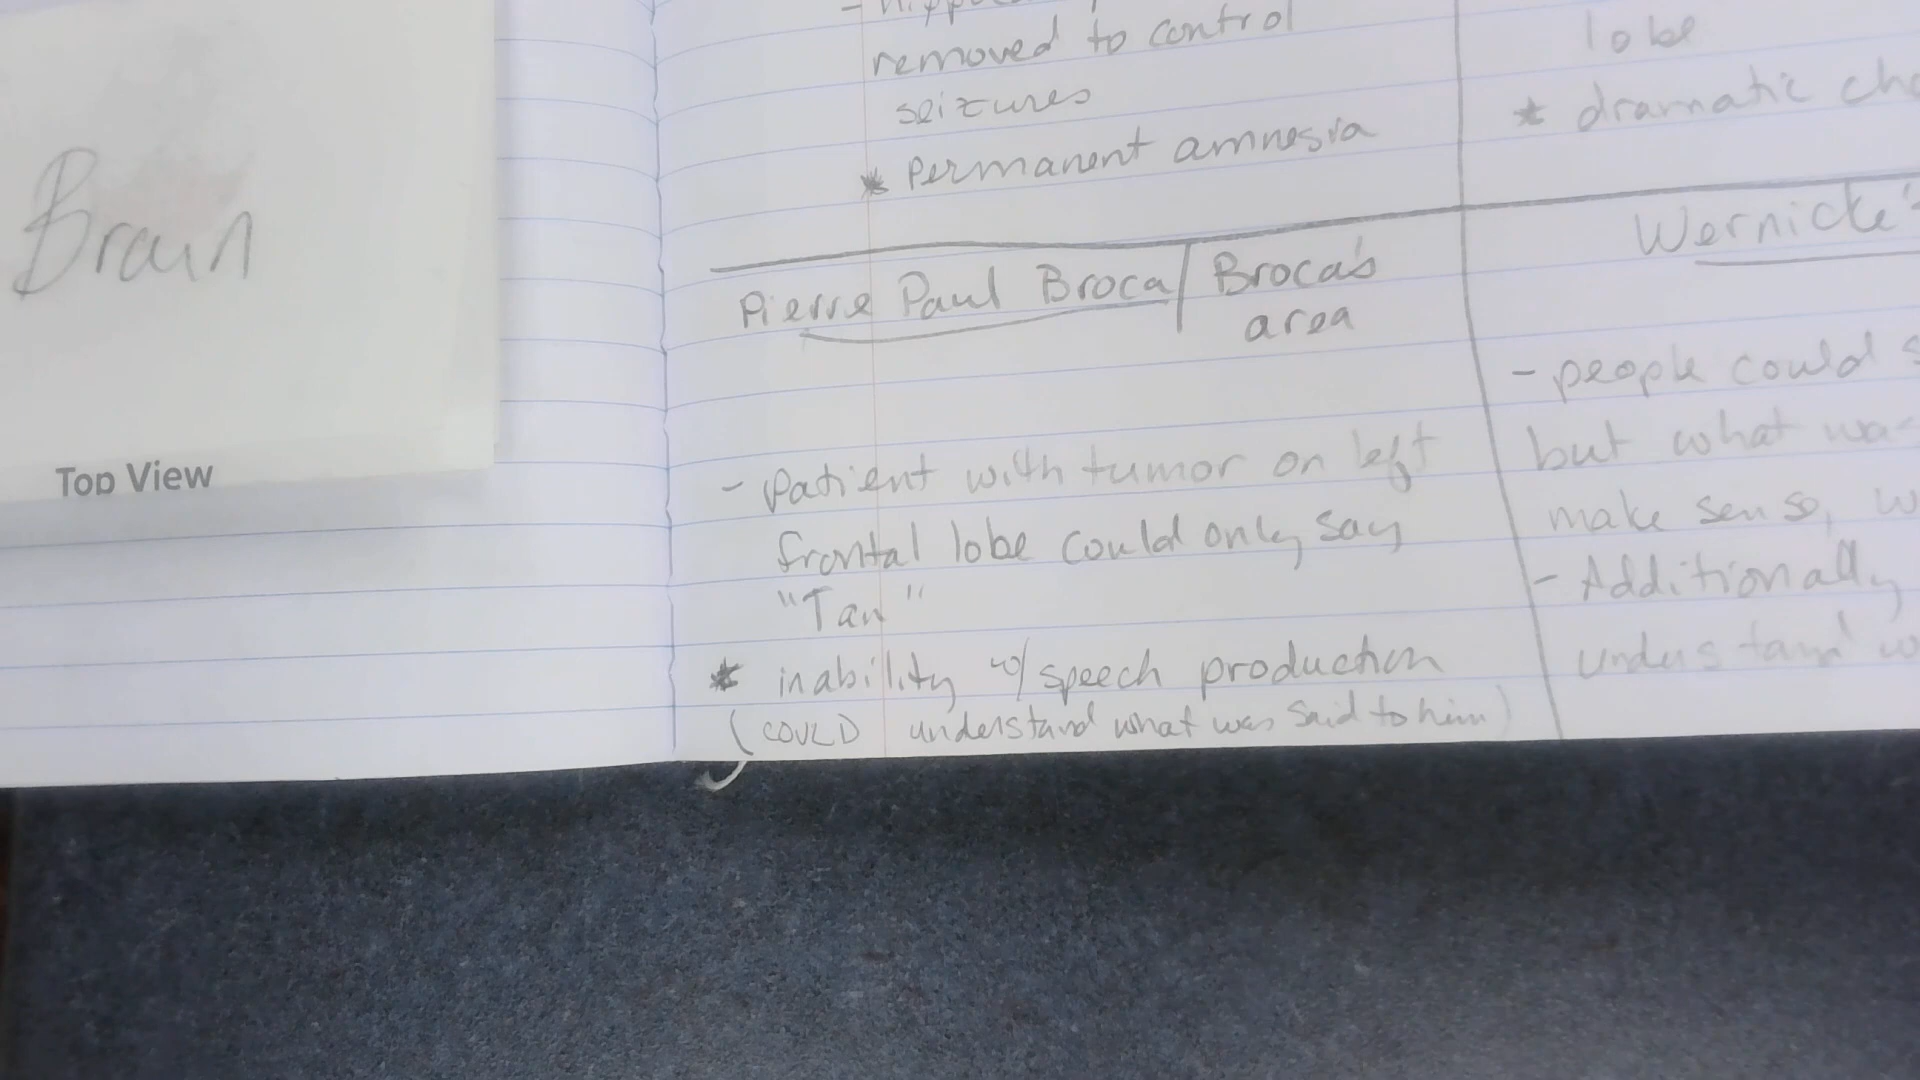 Brain
Top View
removed to control
seizures
* permanent amnesia
lobe
* dramatic
Pierre Paul Broca | Broca's
area
- Patient with tumor on left
frontal lobe could only say
"Tan"
* inability w/ speech production
(COULD understand what was said to him)
Wernicke's
- people could
but what
make sense,
- Additionally
understand